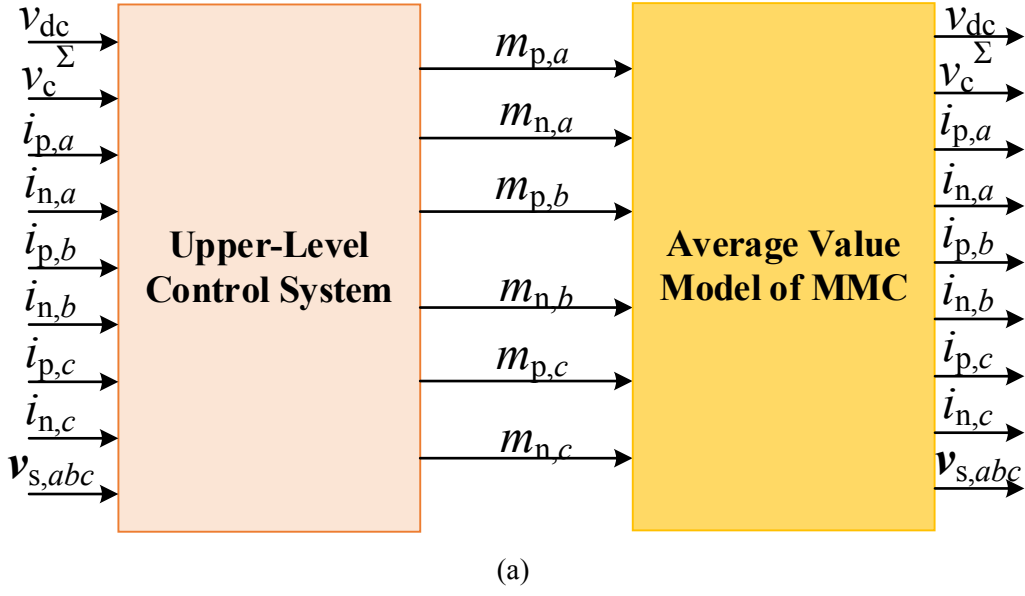 v_dc
v_c^Σ
i_p,a
i_n,a
i_p,b
i_n,b
i_p,c
i_n,c
v_s,abc
Upper-Level
Control System
m_p,a
m_n,a
m_p,b
m_n,b
m_p,c
m_n,c
Average Value
Model of MMC
v_dc
v_c^Σ
i_p,a
i_n,a
i_p,b
i_n,b
i_p,c
i_n,c
v_s,abc
(a)